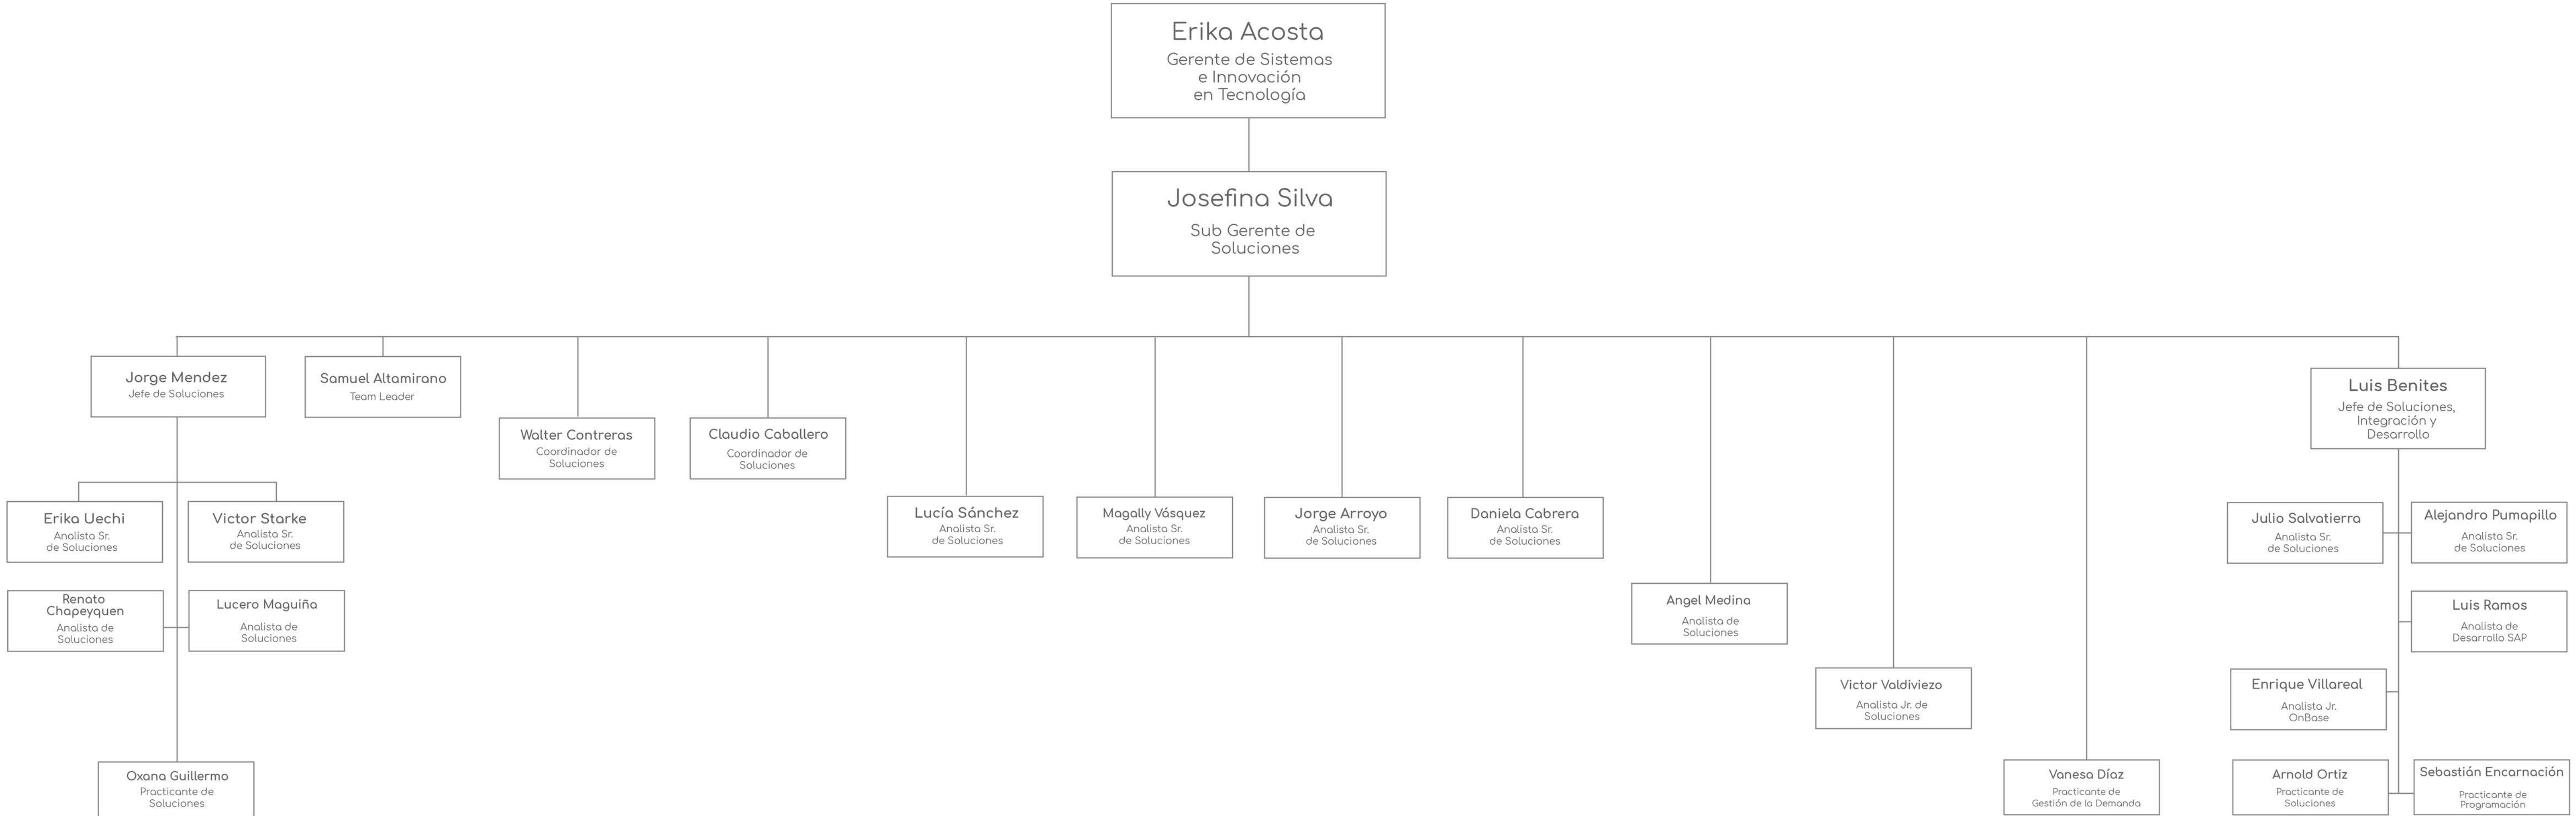 Erika Acosta
Gerente de Sistemas
e Innovación
en Tecnología
Josefina Silva
Sub Gerente de
Soluciones
Jorge Mendez
Jefe de Soluciones
Samuel Altamirano
Team Leader
Walter Contreras
Coordinador de
Soluciones
Claudio Caballero
Coordinador de
Soluciones
Lucía Sánchez
Analista Sr.
de Soluciones
Magally Vásquez
Analista Sr.
de Soluciones
Jorge Arroyo
Analista Sr.
de Soluciones
Daniela Cabrera
Analista Sr.
de Soluciones
Angel Medina
Analista de
Soluciones
Victor Valdiviezo
Analista Jr. de
Soluciones
Vanesa Díaz
Practicante de
Gestión de la Demanda
Luis Benites
Jefe de Soluciones,
Integración y
Desarrollo
Erika Uechi
Analista Sr.
de Soluciones
Victor Starke
Analista Sr.
de Soluciones
Renato
Chapeyquen
Analista de
Soluciones
Lucero Maguiña
Analista de
Soluciones
Oxana Guillermo
Practicante de
Soluciones
Julio Salvatierra
Analista Sr.
de Soluciones
Alejandro Pumapillo
Analista Sr.
de Soluciones
Luis Ramos
Analista de
Desarrollo SAP
Enrique Villareal
Analista Jr.
OnBase
Arnold Ortiz
Practicante de
Soluciones
Sebastián Encarnación
Practicante de
Programación